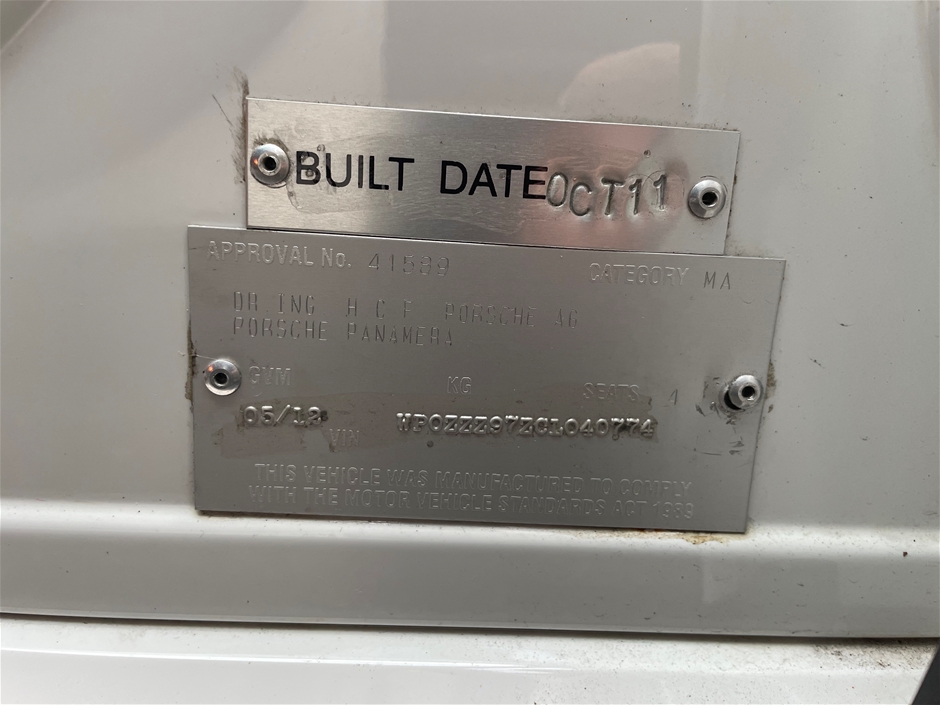 BUILT DATE OCT11
APPROVAL No. 41589 CATEGORY MA
DR.ING H C F PORSCHE AG
PORSCHE PANAMERA
GVM KG SEATS 4
05/12 VIN WP0ZZZ97ZCL040774
THIS VEHICLE WAS MANUFACTURED TO COMPLY
WITH THE MOTOR VEHICLE STANDARDS ACT 1989